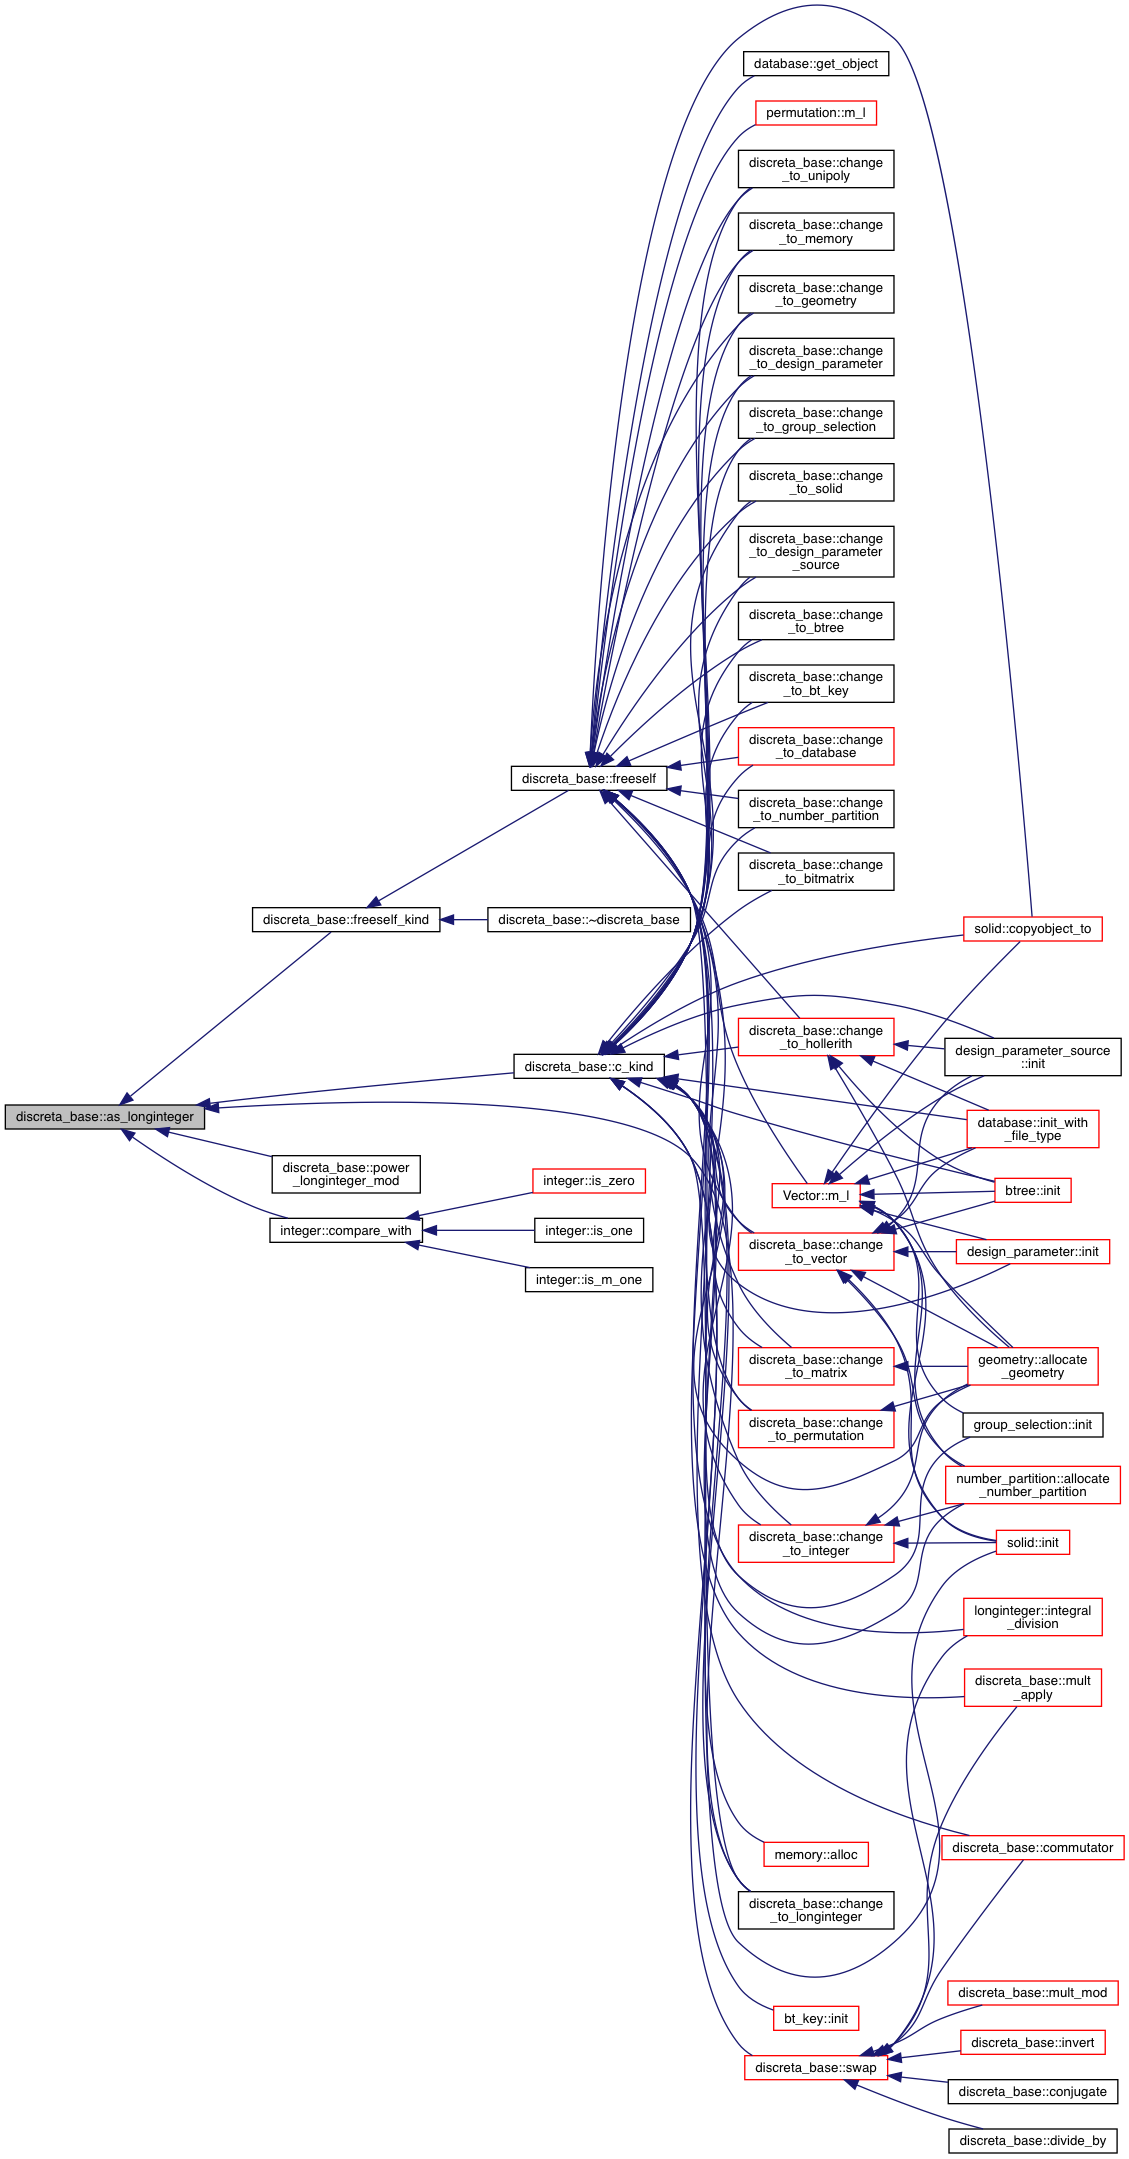 database::get_object
permutation::m_l
discreta_base::change
_to_unipoly
discreta_base::change
_to_memory
discreta_base::change
_to_geometry
discreta_base::change
_to_design_parameter
discreta_base::change
_to_group_selection
discreta_base::change
_to_solid
discreta_base::change
_to_design_parameter
_source
discreta_base::change
_to_btree
discreta_base::change
_to_bt_key
discreta_base::change
_to_database
discreta_base::freeself
discreta_base::change
_to_number_partition
discreta_base::change
_to_bitmatrix
discreta_base::freeself_kind
discreta_base::~discreta_base
solid::copyobject_to
discreta_base::change
_to_hollerith
design_parameter_source
::init
discreta_base::c_kind
discreta_base::as_longinteger
database::init_with
_file_type
discreta_base::power
_longinteger_mod
integer::is_zero
Vector::m_l
btree::init
integer::compare_with
integer::is_one
discreta_base::change
_to_vector
design_parameter::init
integer::is_m_one
discreta_base::change
_to_matrix
geometry::allocate
_geometry
discreta_base::change
_to_permutation
group_selection::init
number_partition::allocate
_number_partition
discreta_base::change
_to_integer
solid::init
longinteger::integral
_division
discreta_base::mult
_apply
memory::alloc
discreta_base::commutator
discreta_base::change
_to_longinteger
discreta_base::mult_mod
bt_key::init
discreta_base::invert
discreta_base::swap
discreta_base::conjugate
discreta_base::divide_by